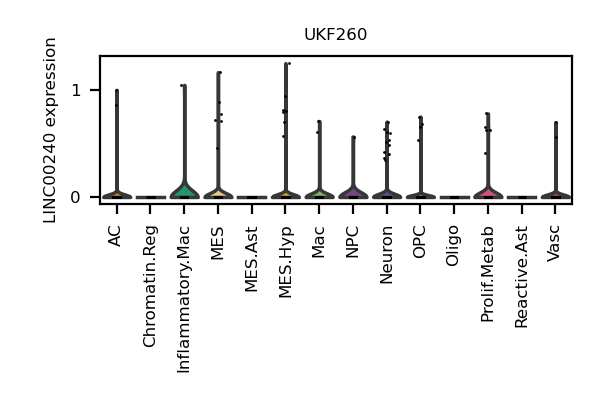 UKF260
LINC00240 expression
1
0
AC
Chromatin.Reg
Inflammatory.Mac
MES
MES.Ast
MES.Hyp
Mac
NPC
Neuron
OPC
Oligo
Prolif.Metab
Reactive.Ast
Vasc